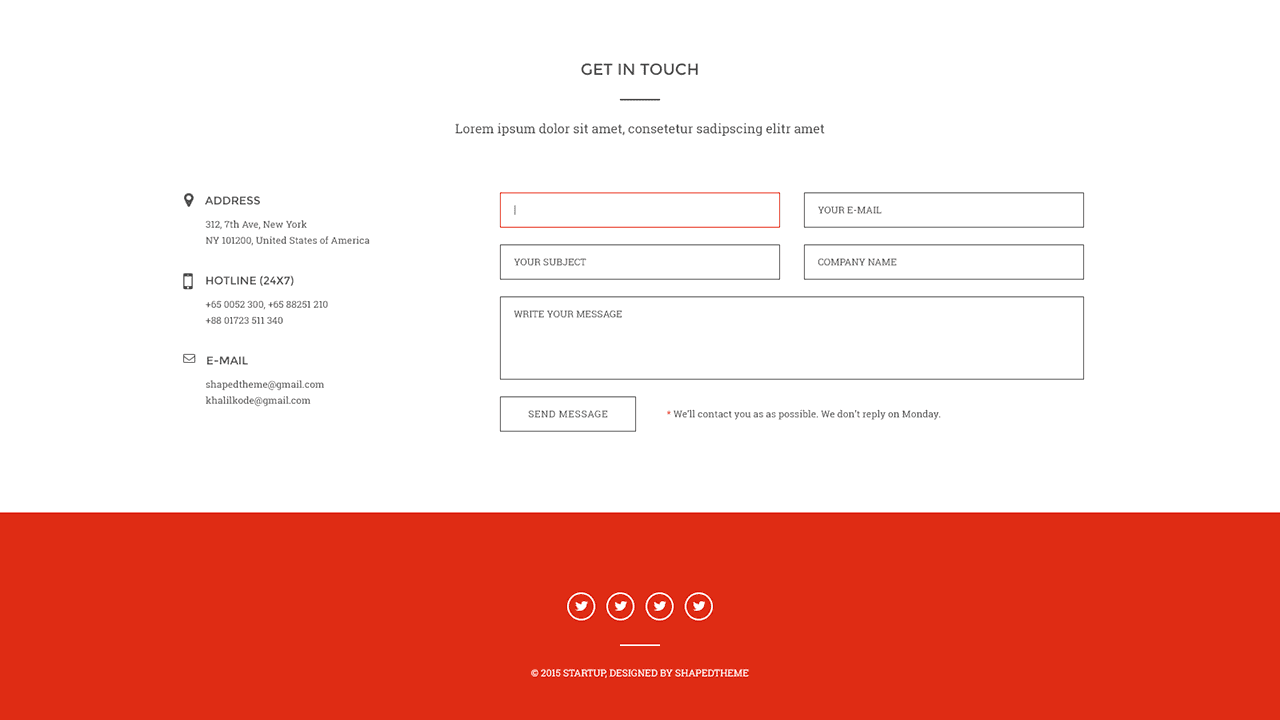 GET IN TOUCH
Lorem ipsum dolor sit amet, consetetur sadipscing elitr amet
ADDRESS
312, 7th Ave, New York
NY 101200, United States of America
HOTLINE (24X7)
+65 0052 300, +65 88251 210
+88 01723 511 340
E-MAIL
shapedtheme@gmail.com
khalilkode@gmail.com
YOUR E-MAIL
YOUR SUBJECT
COMPANY NAME
WRITE YOUR MESSAGE
SEND MESSAGE
* We'll contact you as as possible. We don't reply on Monday.
© 2015 STARTUP, DESIGNED BY SHAPEDTHEME